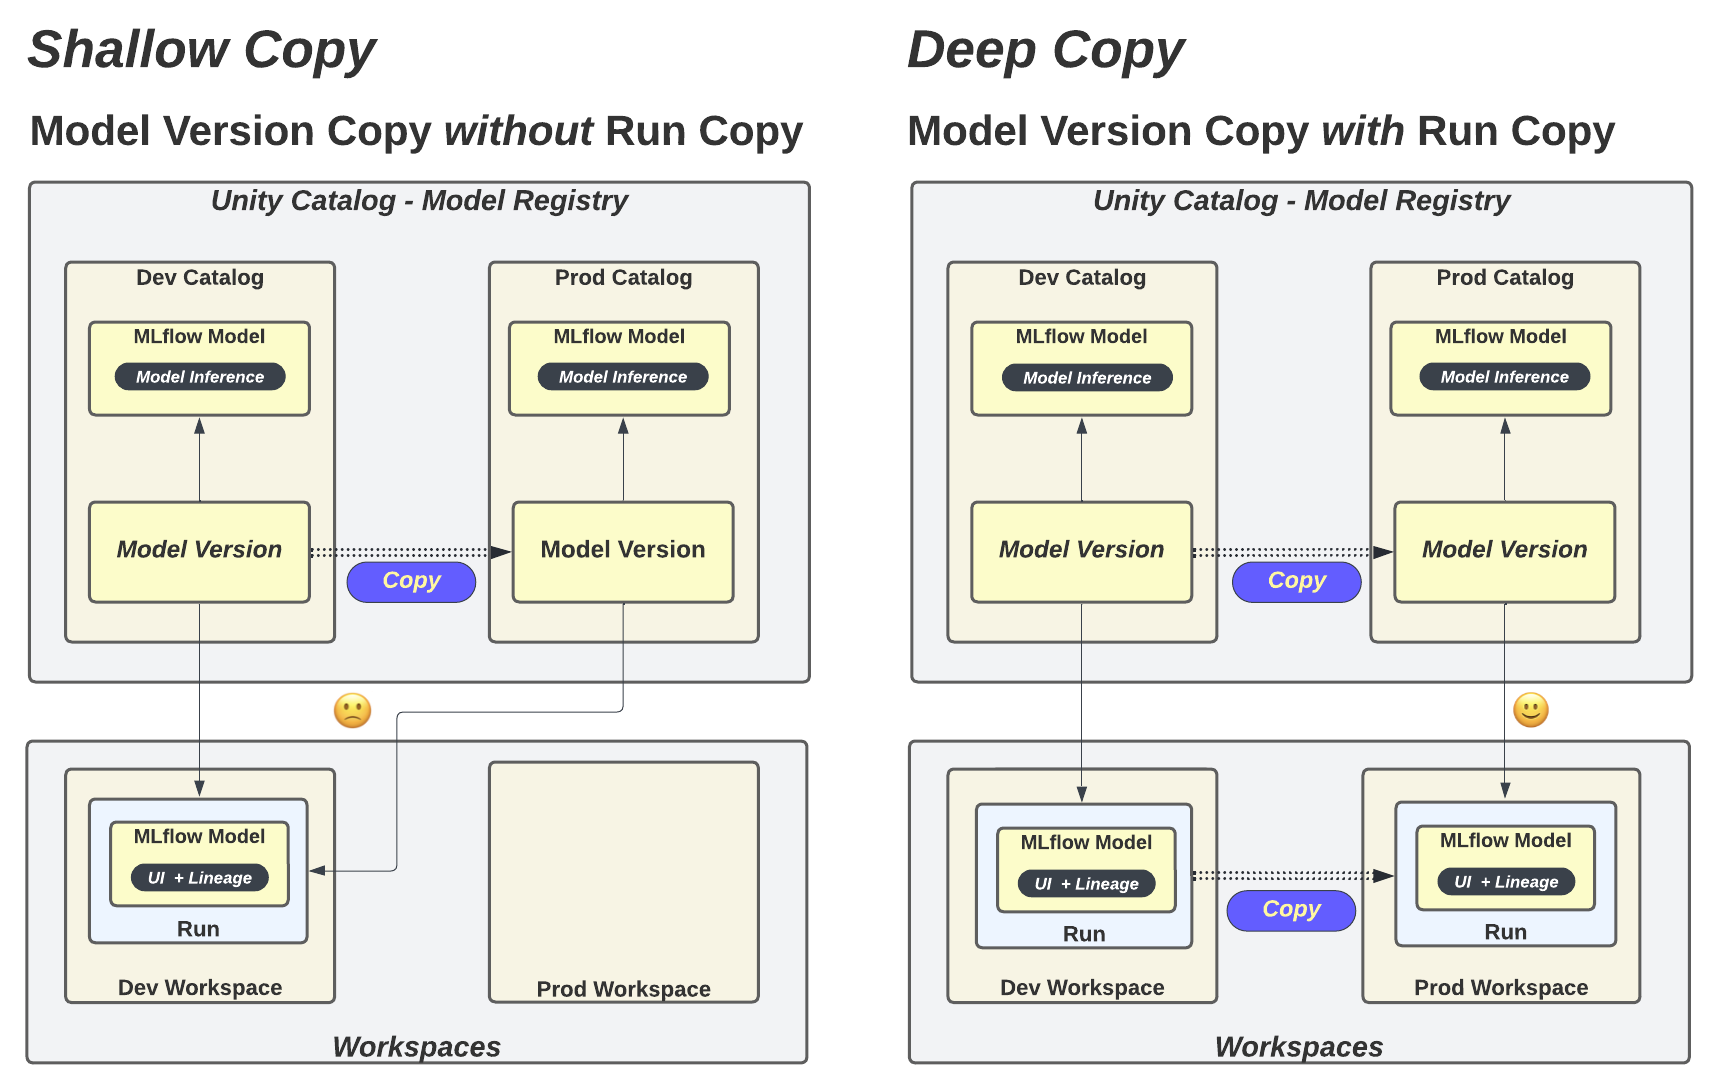 Shallow Copy
Model Version Copy without Run Copy
Unity Catalog - Model Registry
Dev Catalog
MLflow Model
Model Inference
Model Version
Copy
Prod Catalog
MLflow Model
Model Inference
Model Version
MLflow Model
UI + Lineage
Run
Dev Workspace
Prod Workspace
Workspaces
Deep Copy
Model Version Copy with Run Copy
Unity Catalog - Model Registry
Dev Catalog
MLflow Model
Model Inference
Model Version
Copy
Prod Catalog
MLflow Model
Model Inference
Model Version
MLflow Model
UI + Lineage
Run
Dev Workspace
Copy
MLflow Model
UI + Lineage
Run
Prod Workspace
Workspaces